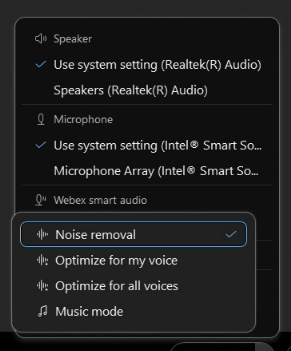 Speaker
Use system setting (Realtek(R) Audio)
Speakers (Realtek(R) Audio)
Microphone
Use system setting (Intel® Smart So...
Microphone Array (Intel® Smart So...
Webex smart audio
Noise removal
Optimize for my voice
Optimize for all voices
Music mode